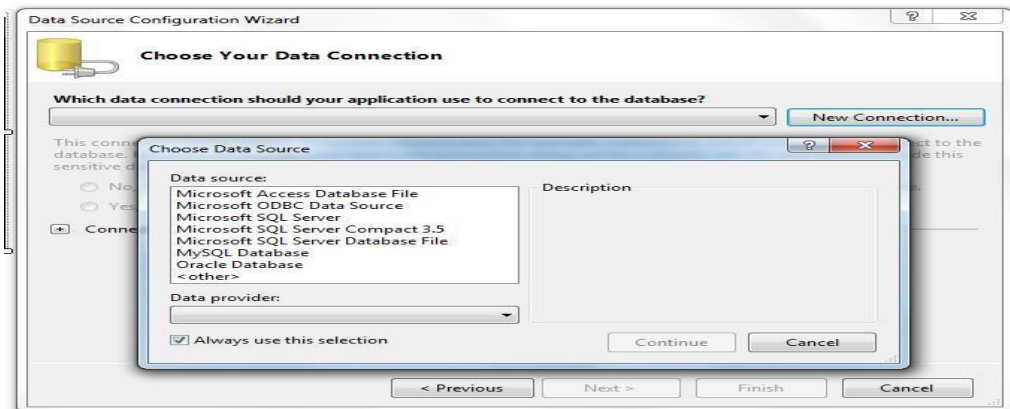 Data Source Configuration Wizard
Choose Your Data Connection
Which data connection should your application use to connect to the database?
New Connection...
This conne
ect to the
database.
de this
sensitive d
No,
Yes
Conne
Choose Data Source
Data source:
Microsoft Access Database File
Microsoft ODBC Data Source
Microsoft SQL Server
Microsoft SQL Server Compact 3.5
Microsoft SQL Server Database File
MySQL Database
Oracle Database
<other>
Description
Data provider:
Always use this selection
Continue
Cancel
< Previous
Next >
Finish
Cancel